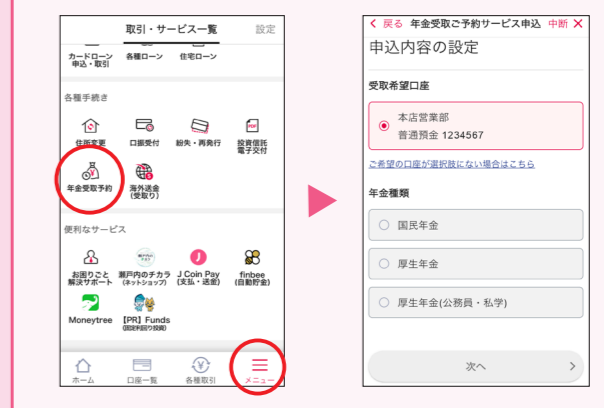 取引・サービス一覧
設定
カードローン
申込・取引
各種ローン
住宅ローン
各種手続き
住所変更
口振受付
紛失・再発行
PDF
投資信託
電子交付
年金受取予約
海外送金
(受取り)
便利なサービス
お困りごと
解決サポート
瀬戸内のチカラ
(ネットショップ)
J Coin Pay
(支払・送金)
finbee
(自動貯金)
Moneytree
【PR】Funds
(固定利回り投資)
ホーム
口座一覧
各種取引
メニュー
戻る 年金受取ご予約サービス申込 中断
申込内容の設定
受取希望口座
本店営業部
普通預金 1234567
ご希望の口座が選択肢にない場合はこちら
年金種類
国民年金
厚生年金
厚生年金(公務員・私学)
次へ